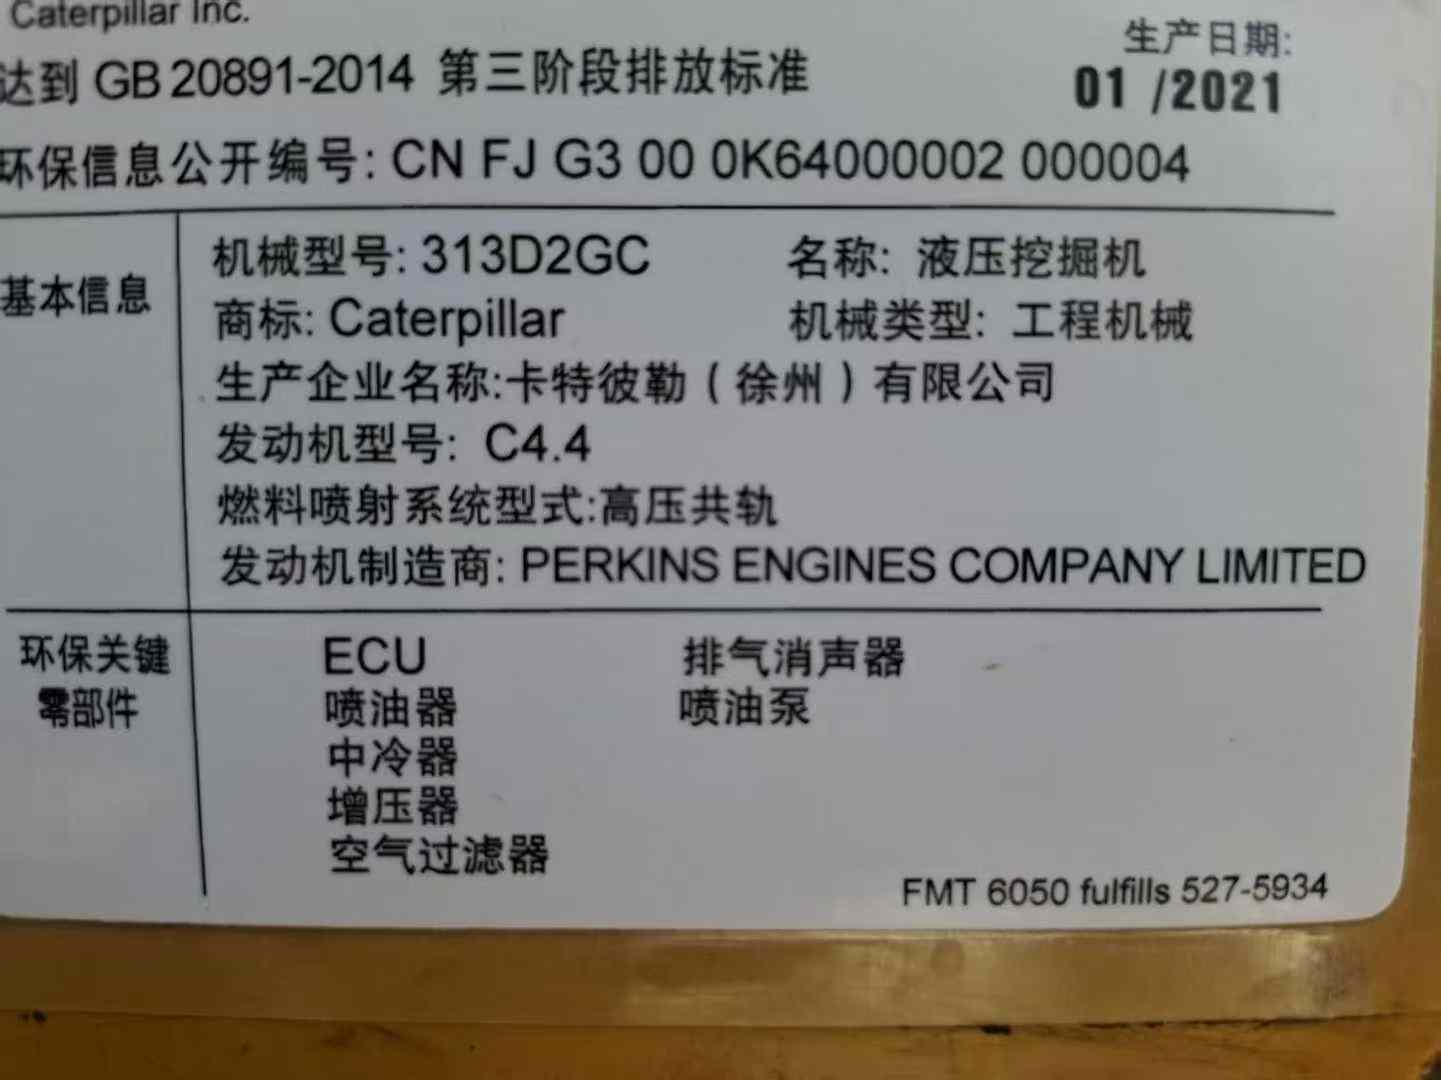 Caterpillar Inc.
生产日期:
达到 GB 20891-2014 第三阶段排放标准
01 /2021
环保信息公开编号: CN FJ G3 00 0K64000002 000004
基本信息
机械型号: 313D2GC 名称: 液压挖掘机
商标: Caterpillar 机械类型: 工程机械
生产企业名称:卡特彼勒(徐州)有限公司
发动机型号: C4.4
燃料喷射系统型式:高压共轨
发动机制造商: PERKINS ENGINES COMPANY LIMITED
环保关键
零部件
ECU 排气消声器
喷油器 喷油泵
中冷器
增压器
空气过滤器
FMT 6050 fulfills 527-5934